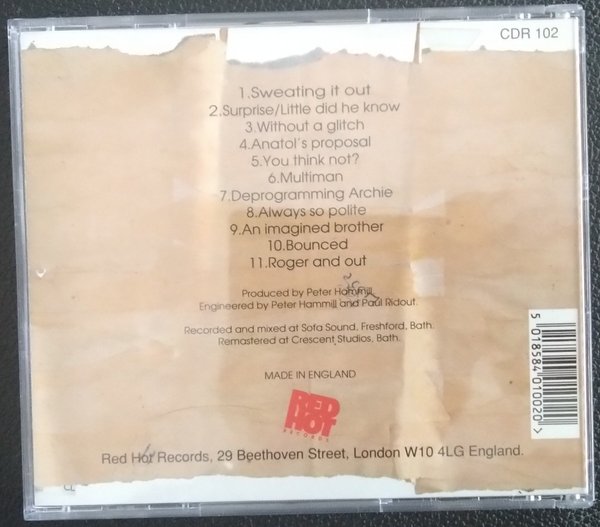 CDR 102
1.Sweating it out
2.Surprise/Little did he know
3.Without a glitch
4.Anatol's proposal
5.You think not?
6.Multiman
7.Deprogramming Archie
8.Always so polite
9.An imagined brother
10.Bounced
11.Roger and out
Produced by Peter Hammill.
Engineered by Peter Hammill and Paul Ridout.
Recorded and mixed at Sofa Sound, Freshford, Bath.
Remastered at Crescent Studios, Bath.
MADE IN ENGLAND
RED
HOT
RECORDS
Red Hot Records, 29 Beethoven Street, London W10 4LG England.
5 018584 010020 >